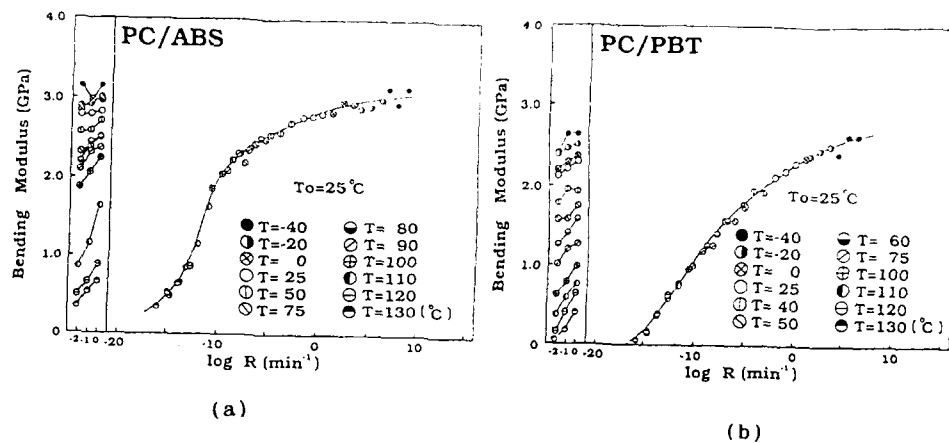 PC/ABS
4.0
3.0
2.0
1.0
0
Bending Modulus (GPa)
To=25°C
T=-40
T=-20
T= 0
T= 25
T= 50
T= 75
T= 80
T= 90
T=100
T=110
T=120
T=130(°C)
-2-1 0
-20
-10
0
10
log R (min⁻¹)
(a)
PC/PBT
4.0
3.0
2.0
1.0
0
Bending Modulus (GPa)
To=25°C
T=-40
T=-20
T= 0
T= 25
T= 40
T= 50
T= 60
T= 75
T=100
T=110
T=120
T=130(°C)
-2-1 0
-20
-10
0
10
log R (min⁻¹)
(b)